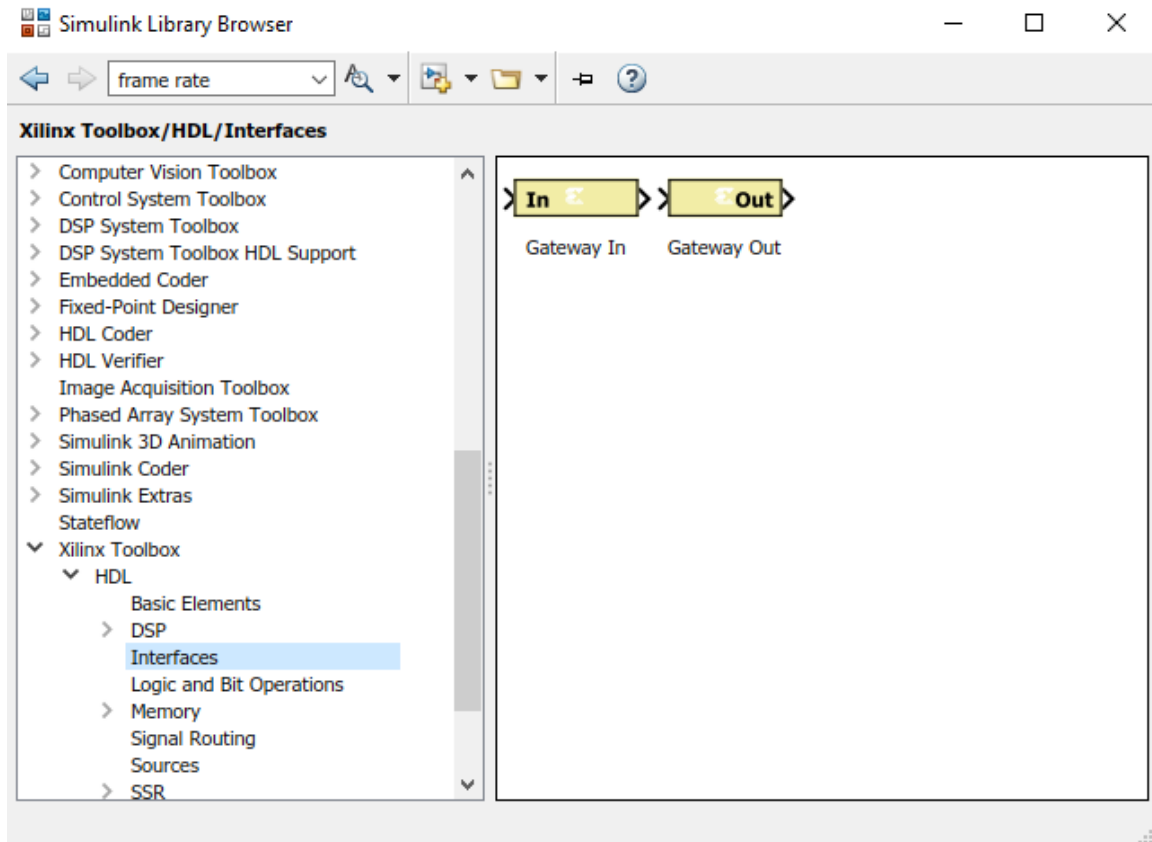 Simulink Library Browser
frame rate
Xilinx Toolbox/HDL/Interfaces
Computer Vision Toolbox
Control System Toolbox
DSP System Toolbox
DSP System Toolbox HDL Support
Embedded Coder
Fixed-Point Designer
HDL Coder
HDL Verifier
Image Acquisition Toolbox
Phased Array System Toolbox
Simulink 3D Animation
Simulink Coder
Simulink Extras
Stateflow
Xilinx Toolbox
HDL
Basic Elements
DSP
Interfaces
Logic and Bit Operations
Memory
Signal Routing
Sources
SSR
In Out
Gateway In Gateway Out